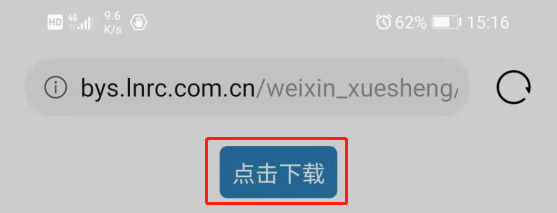 HD 4G 9.6 K/s 62% 15:16
bys.lnrc.com.cn/weixin_xuesheng/
点击下载